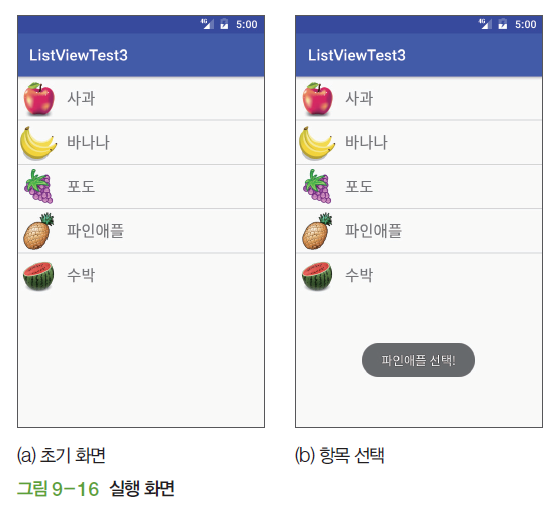 4G 5:00
ListViewTest3
사과
바나나
포도
파인애플
수박
(a) 초기 화면
4G 5:00
ListViewTest3
사과
바나나
포도
파인애플
수박
파인애플 선택!
(b) 항목 선택
그림 9-16 실행 화면